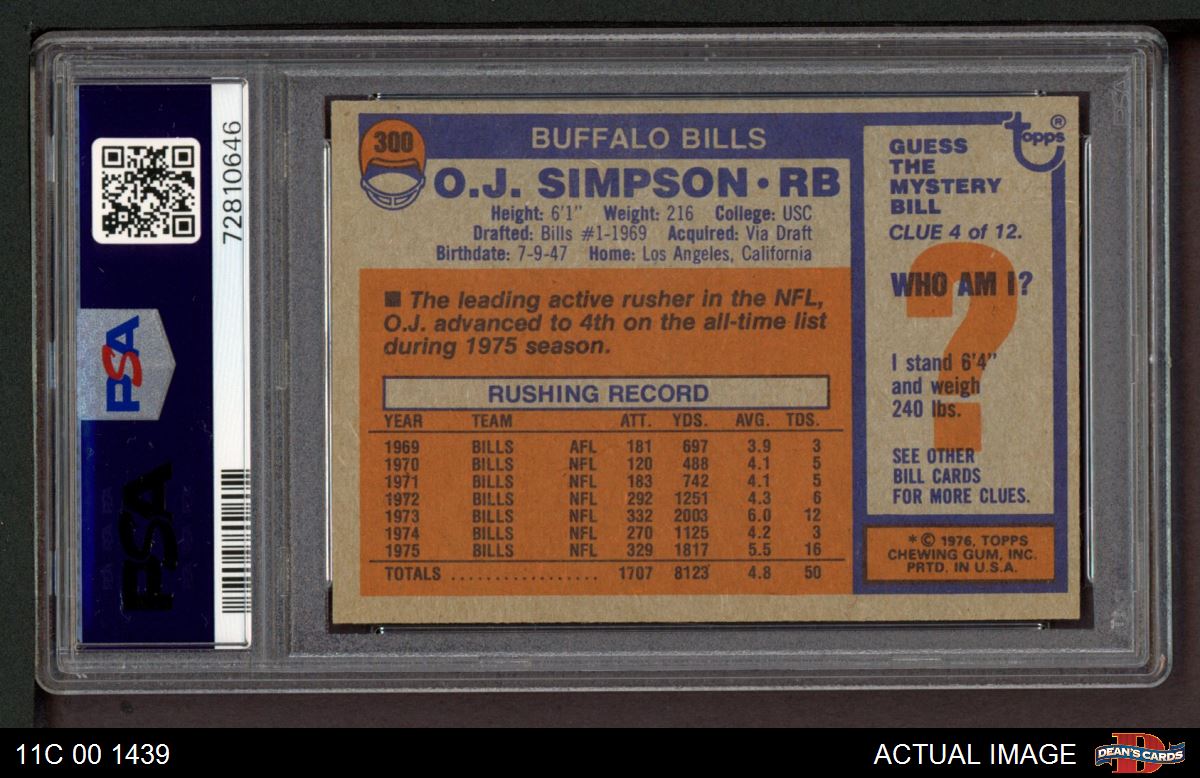 72810646
PSA
PSA
300
BUFFALO BILLS
O.J. SIMPSON • RB
Height: 6'1" Weight: 216 College: USC
Drafted: Bills #1-1969 Acquired: Via Draft
Birthdate: 7-9-47 Home: Los Angeles, California
■ The leading active rusher in the NFL,
O.J. advanced to 4th on the all-time list
during 1975 season.
RUSHING RECORD
YEAR TEAM ATT. YDS. AVG. TDS.
1969 BILLS AFL 181 697 3.9 3
1970 BILLS NFL 120 488 4.1 5
1971 BILLS NFL 183 742 4.1 5
1972 BILLS NFL 292 1251 4.3 6
1973 BILLS NFL 332 2003 6.0 12
1974 BILLS NFL 270 1125 4.2 3
1975 BILLS NFL 329 1817 5.5 16
TOTALS .................. 1707 8123 4.8 50
topps®
GUESS
THE
MYSTERY
BILL
CLUE 4 of 12.
?
WHO AM I?
I stand 6'4"
and weigh
240 lbs.
SEE OTHER
BILL CARDS
FOR MORE CLUES.
* © 1976, TOPPS
CHEWING GUM, INC.
PRTD. IN U.S.A.
11C 00 1439
ACTUAL IMAGE
D
DEAN'S CARDS